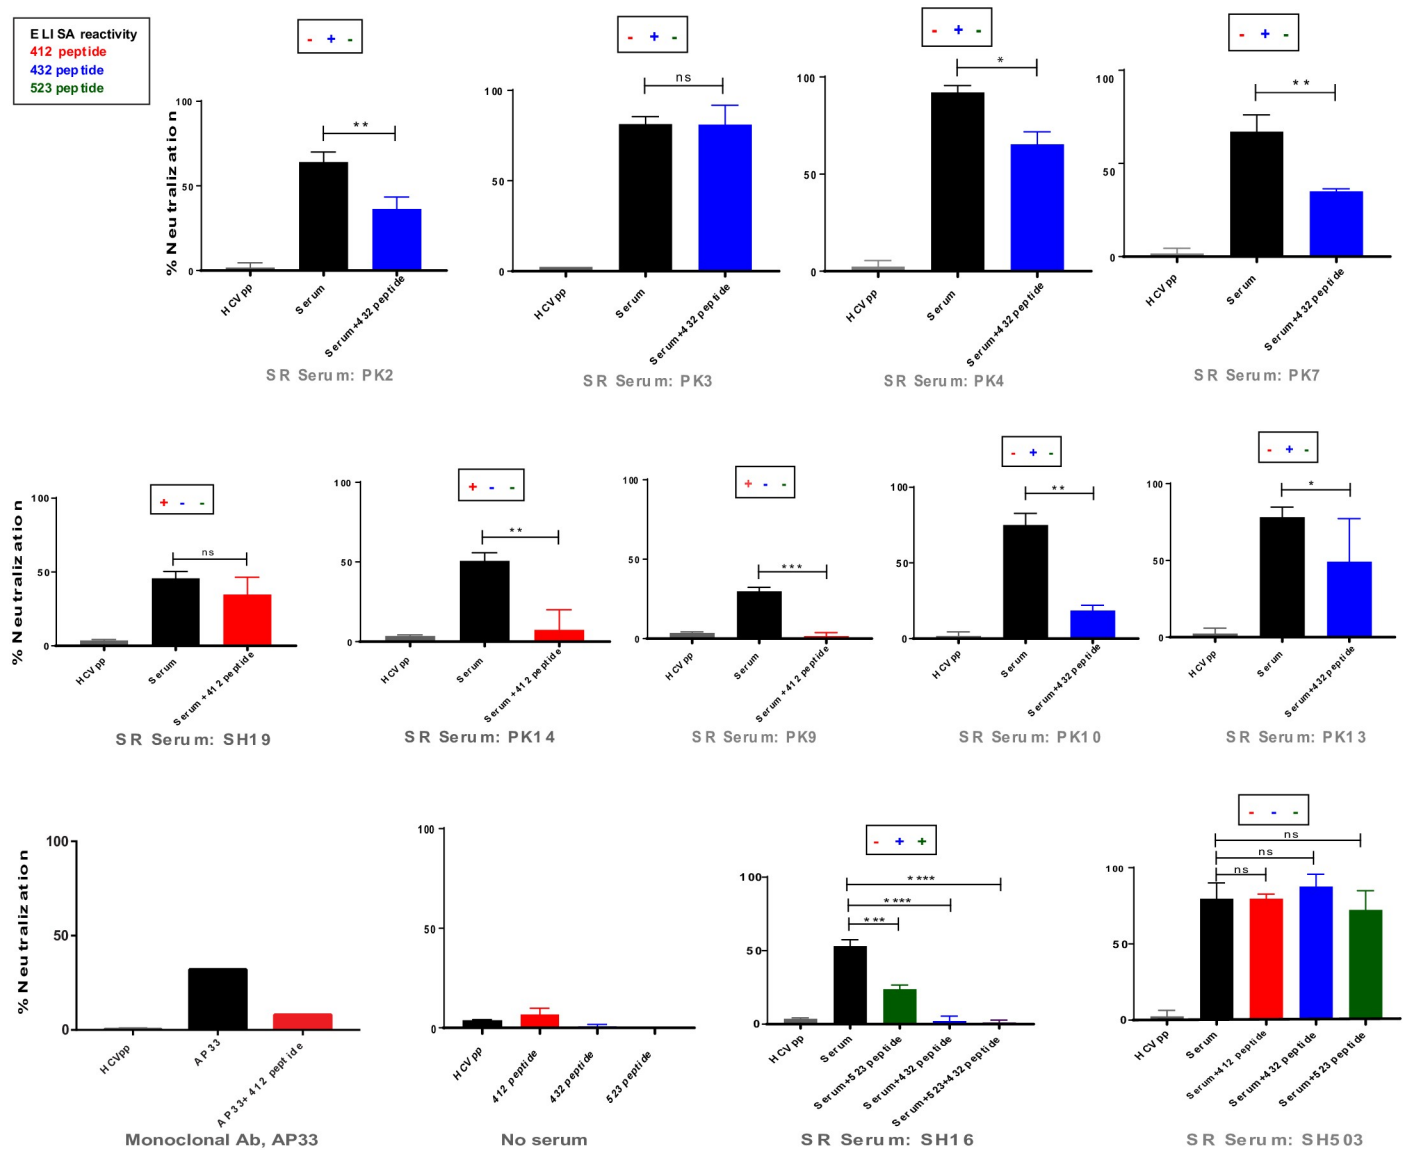 ELISA reactivity
412 peptide
432 peptide
523 peptide
- + -
- + -
- + -
- + -
% Neutralization
100
50
0
**
HCVpp
Serum
Serum+432 peptide
SR Serum: PK2
100
50
0
ns
HCVpp
Serum
Serum+432 peptide
SR Serum: PK3
100
50
0
*
HCVpp
Serum
Serum+432 peptide
SR Serum: PK4
100
50
0
**
HCVpp
Serum
Serum+432 peptide
SR Serum: PK7
+ - -
% Neutralization
100
50
0
ns
HCVpp
Serum
Serum+412 peptide
SR Serum: SH19
+ - -
100
50
0
**
HCVpp
Serum
Serum+412 peptide
SR Serum: PK14
+ - -
100
50
0
***
HCVpp
Serum
Serum+412 peptide
SR Serum: PK9
- + -
100
50
0
**
HCVpp
Serum
Serum+432 peptide
SR Serum: PK10
- + -
100
50
0
*
HCVpp
Serum
Serum+432 peptide
SR Serum: PK13
% Neutralization
100
50
0
HCVpp
AP33
AP33+412 peptide
Monoclonal Ab, AP33
100
50
0
HCVpp
412 peptide
432 peptide
523 peptide
No serum
- + +
100
50
0
****
****
***
HCVpp
Serum
Serum+523 peptide
Serum+432 peptide
Serum+523+432 peptide
SR Serum: SH16
- - -
100
50
0
ns
ns
ns
HCVpp
Serum
Serum+412 peptide
Serum+432 peptide
Serum+523 peptide
SR Serum: SH503